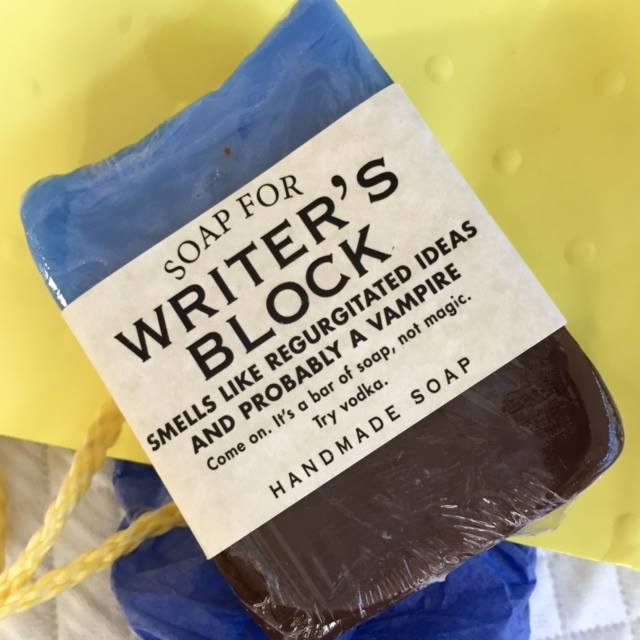 SOAP FOR
WRITER'S
BLOCK
SMELLS LIKE REGURGITATED IDEAS
AND PROBABLY A VAMPIRE
Come on. It's a bar of soap, not magic.
Try vodka.
HANDMADE SOAP